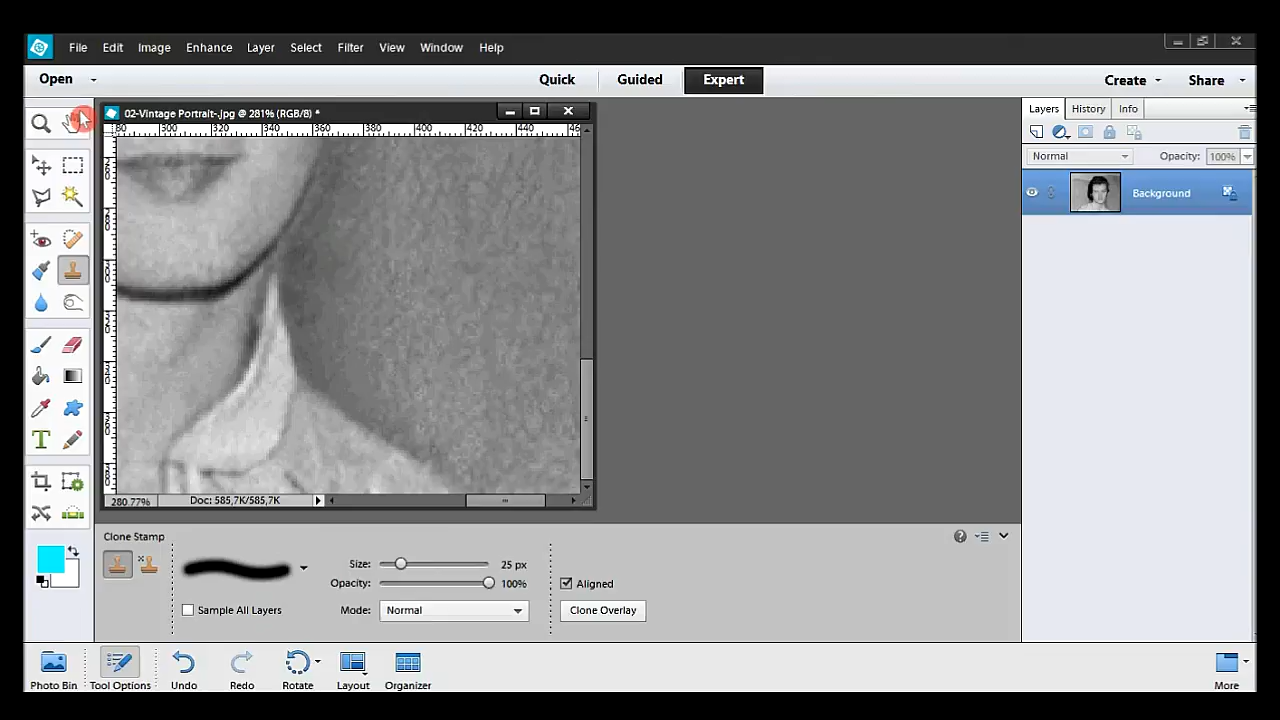 File Edit Image Enhance Layer Select Filter View Window Help
Open Quick Guided Expert Create Share
02-Vintage Portrait-.jpg @ 281% (RGB/8) *
Layers History Info
80 300 320 340 360 380 400 420 440 46
Normal Opacity: 100%
Background
280.77% Doc: 585,7K/585,7K
Clone Stamp
Size: 25 px
Opacity: 100% Aligned
Sample All Layers Mode: Normal Clone Overlay
Photo Bin Tool Options Undo Redo Rotate Layout Organizer More